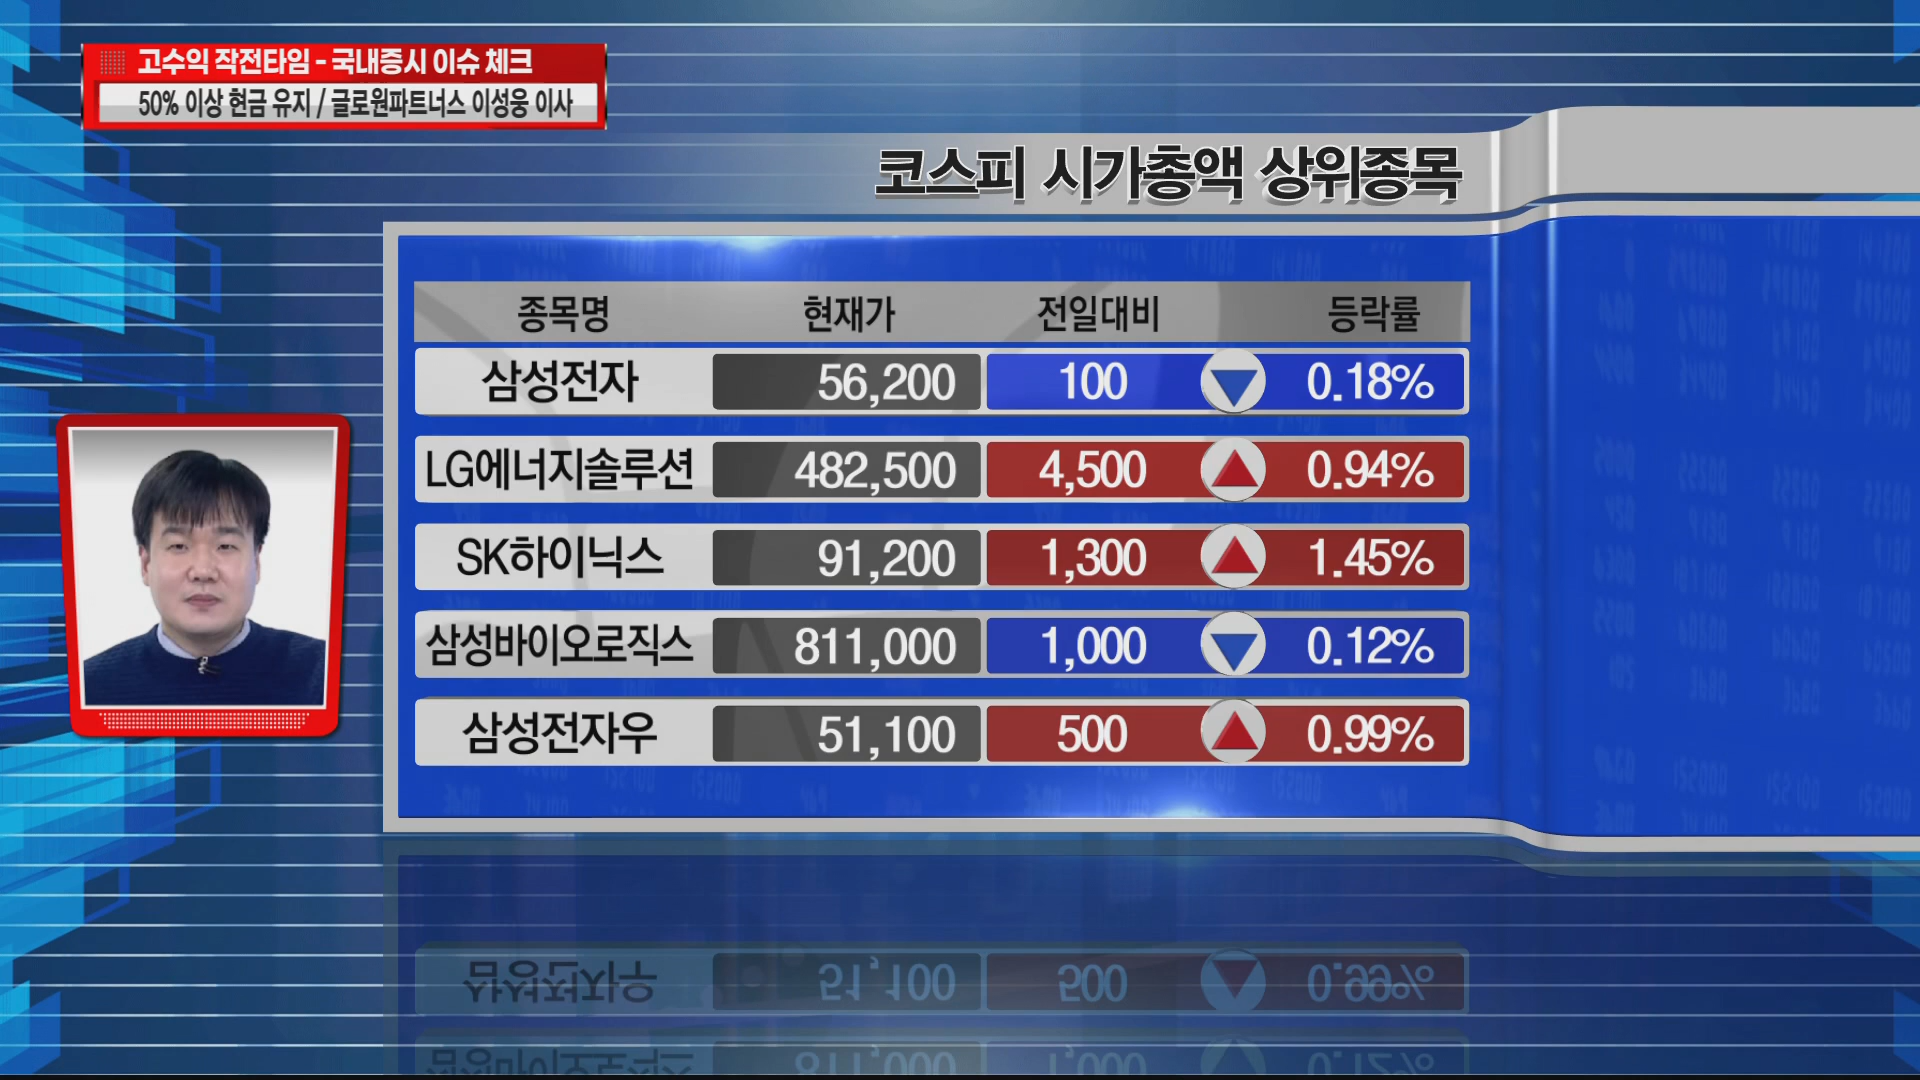 고수익 작전타임 - 국내증시 이슈 체크
50% 이상 현금 유지 / 글로원파트너스 이성웅 이사
코스피 시가총액 상위종목
종목명 현재가 전일대비 등락률
삼성전자 56,200 100 ▼ 0.18%
LG에너지솔루션 482,500 4,500 ▲ 0.94%
SK하이닉스 91,200 1,300 ▲ 1.45%
삼성바이오로직스 811,000 1,000 ▼ 0.12%
삼성전자우 51,100 500 ▲ 0.99%